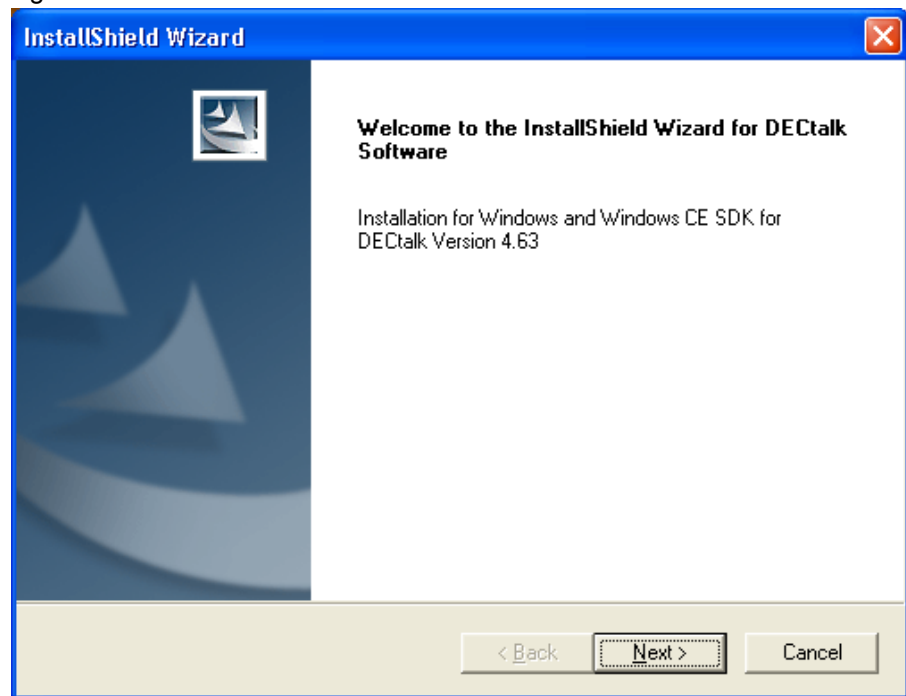 InstallShield Wizard
Welcome to the InstallShield Wizard for DECtalk
Software
Installation for Windows and Windows CE SDK for
DECtalk Version 4.63
< Back
Next >
Cancel